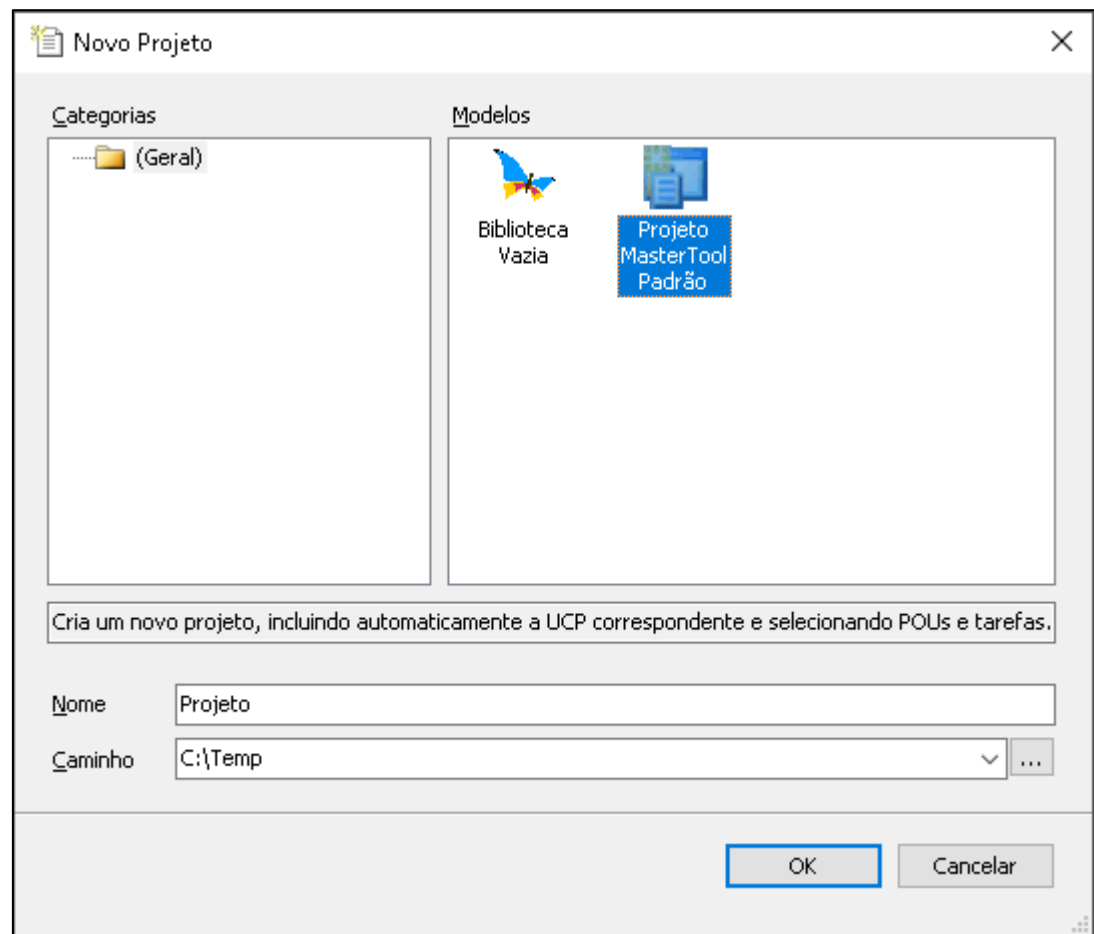 Novo Projeto
Categorias
Modelos
(Geral)
Biblioteca
Vazia
Projeto
MasterTool
Padrão
Cria um novo projeto, incluindo automaticamente a UCP correspondente e selecionando POUs e tarefas.
Nome
Projeto
Caminho
C:\Temp
...
OK
Cancelar